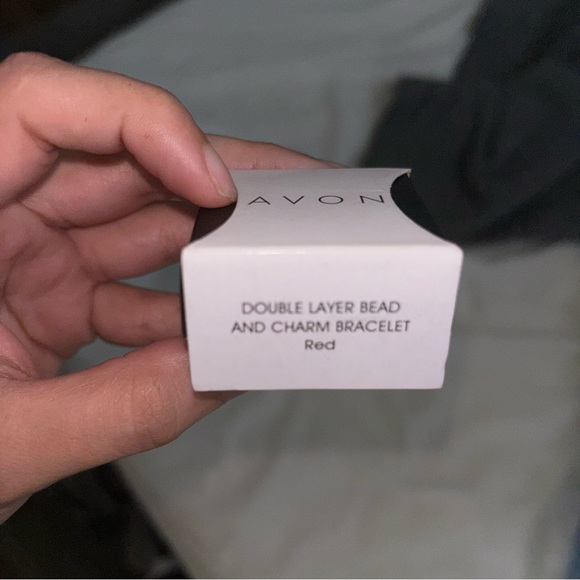 AVON
DOUBLE LAYER BEAD
AND CHARM BRACELET
Red